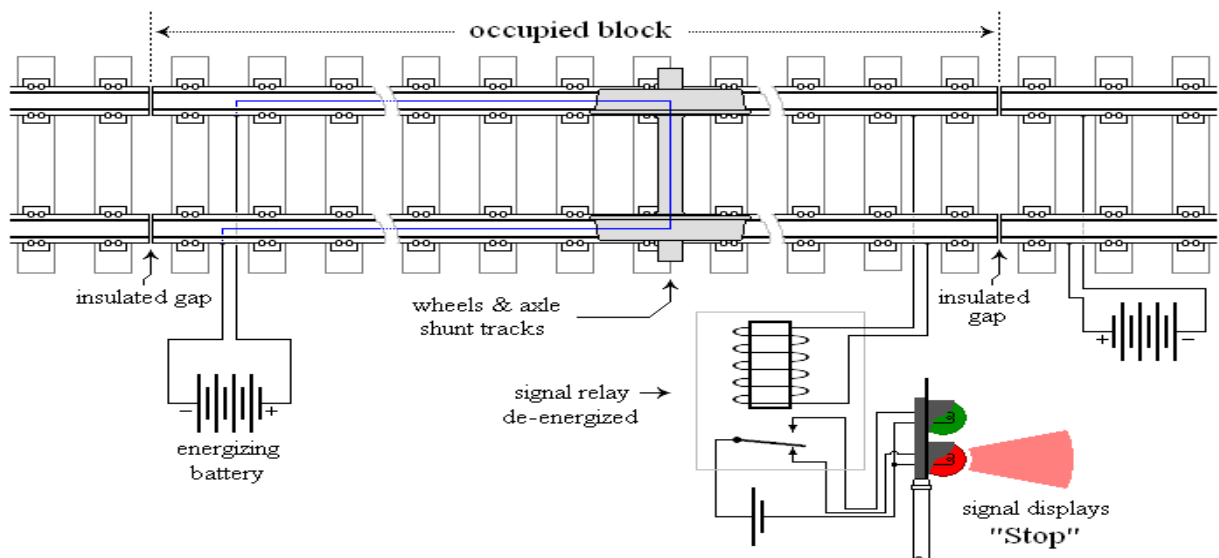 occupied block
insulated gap
wheels & axle
shunt tracks
insulated
gap
signal relay
de-energized
− +
+ −
energizing
battery
signal displays
"Stop"